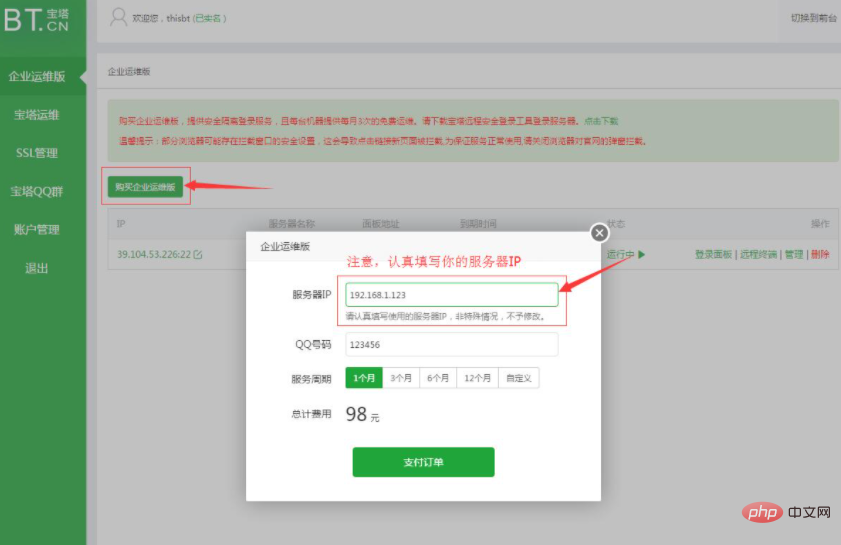 BT.CN 宝塔
欢迎您，thisbt (已实名)
切换到前台
企业运维版
宝塔运维
SSL管理
宝塔QQ群
账户管理
退出
企业运维版
购买企业运维版，提供安全隔离登录服务，且每台机器提供每月3次的免费运维。请下载宝塔远程安全登录工具登录服务器。点击下载
温馨提示：部分浏览器可能存在拦截窗口的安全设置，这会导致点击链接新页面被拦截,为保证服务正常使用,请关闭浏览器对官网的弹窗拦截。
购买企业运维版
IP 服务器名称 面板地址 到期时间 状态 操作
39.104.53.226:22 运行中 登录面板 | 远程终端 | 管理 | 删除
企业运维版
注意，认真填写你的服务器IP
服务器IP 192.168.1.123
请认真填写使用的服务器IP，非特殊情况，不予修改。
QQ号码 123456
服务周期 1个月 3个月 6个月 12个月 自定义
总计费用 98 元
支付订单
php 中文网